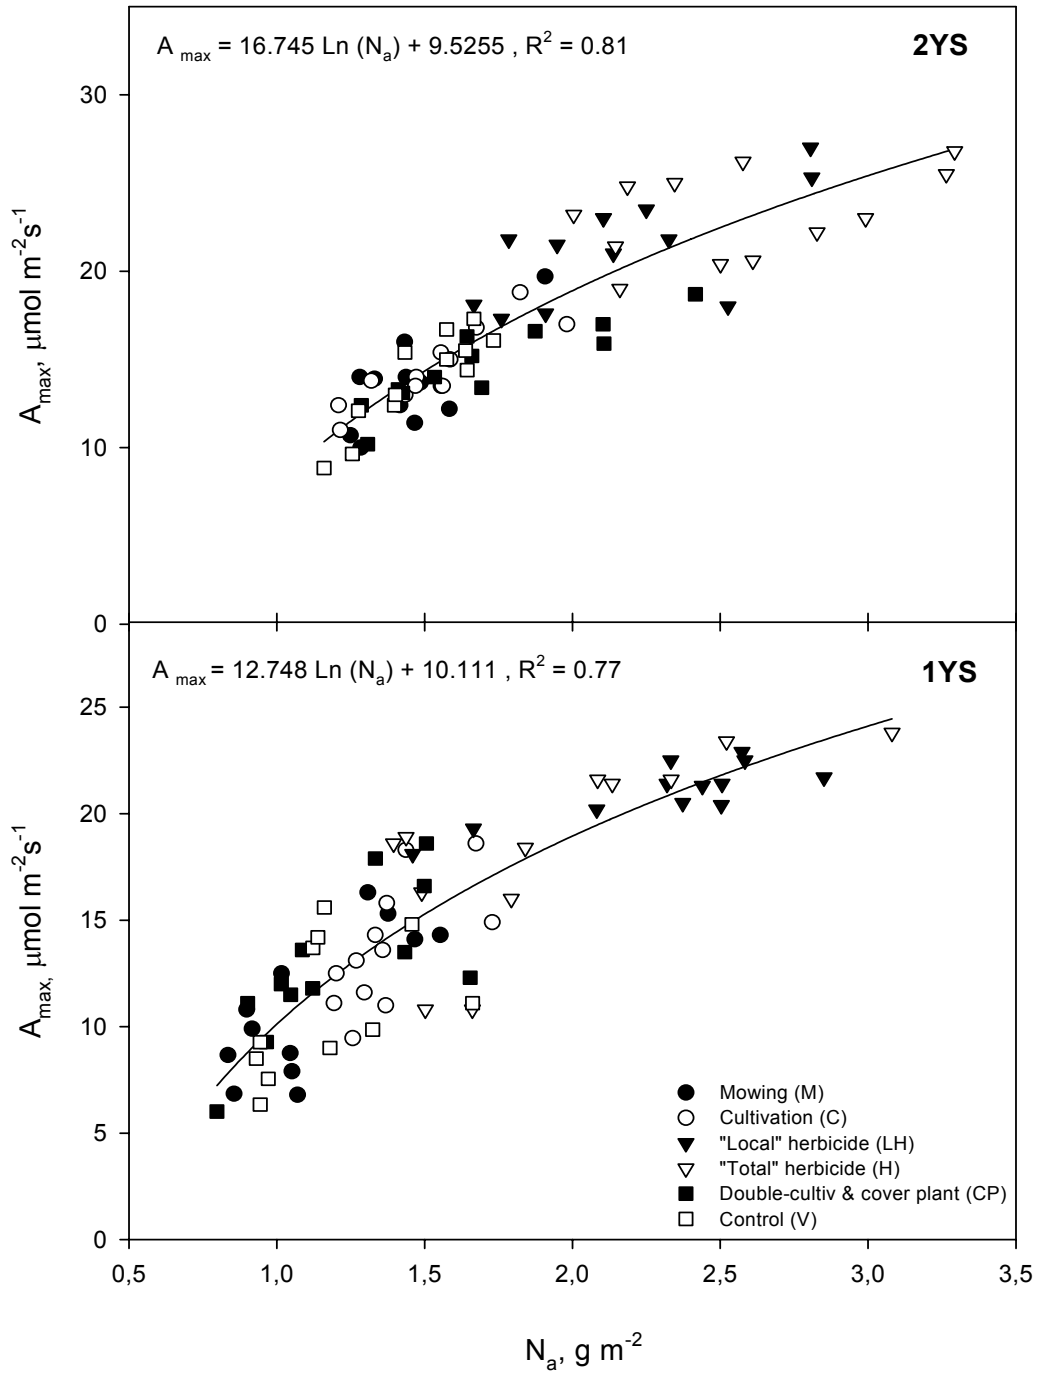 A max = 16.745 Ln (Na) + 9.5255 , R2 = 0.81
2YS
30
20
10
0
Amax, μmol m-2s-1
A max = 12.748 Ln (Na) + 10.111 , R2 = 0.77
1YS
25
20
15
10
5
0
Amax, μmol m-2s-1
Mowing (M)
Cultivation (C)
"Local" herbicide (LH)
"Total" herbicide (H)
Double-cultiv & cover plant (CP)
Control (V)
0,5 1,0 1,5 2,0 2,5 3,0 3,5
Na, g m-2